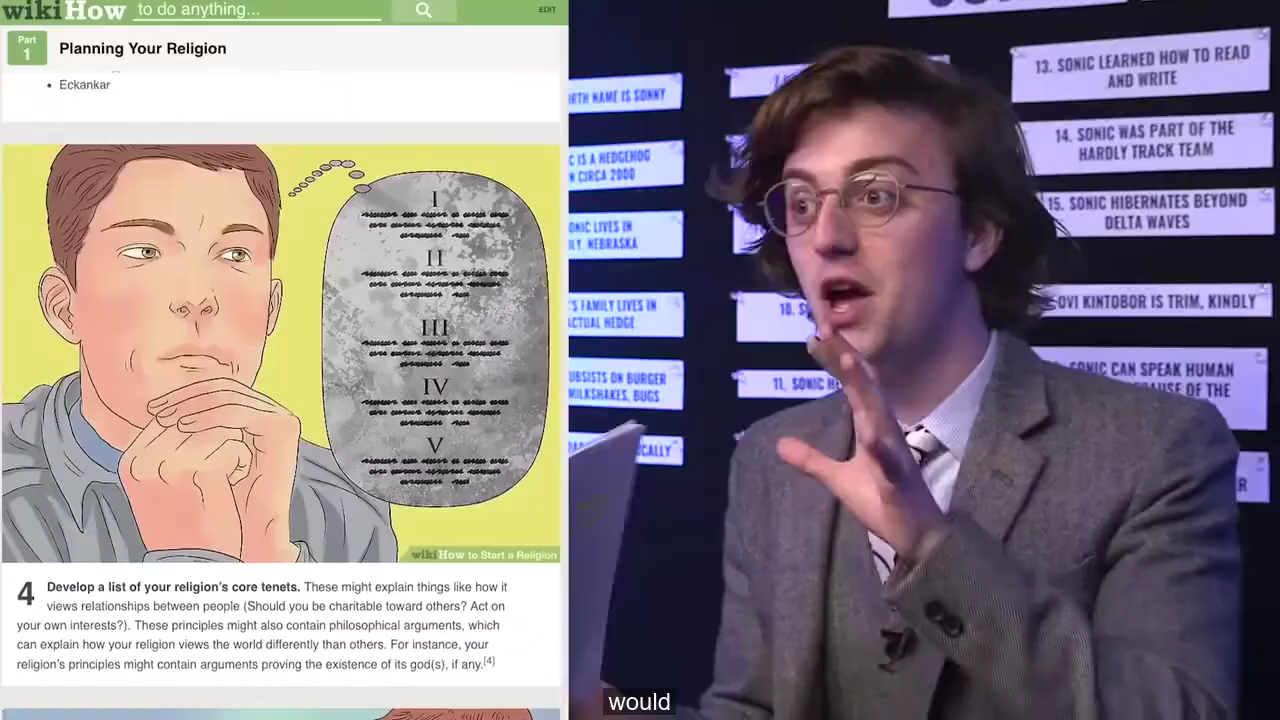 wikiHow to do anything...
EDIT
Part
1
Planning Your Religion
Eckankar
I
II
III
IV
V
wikiHow to Start a Religion
4
Develop a list of your religion's core tenets. These might explain things like how it
views relationships between people (Should you be charitable toward others? Act on
your own interests?). These principles might also contain philosophical arguments, which
can explain how your religion views the world differently than others. For instance, your
religion's principles might contain arguments proving the existence of its god(s), if any.[4]
NAME IS SONNY
IS A HEDGEHOG
CIRCA 2000
LIVES IN
NEBRASKA
FAMILY LIVES IN
ACTUAL HEDGE
ON BURGER
MILKSHAKES, BUGS
10.
11. SONIC
13. SONIC LEARNED HOW TO READ
AND WRITE
14. SONIC WAS PART OF THE
HARDLY TRACK TEAM
15. SONIC HIBERNATES BEYOND
DELTA WAVES
OVI KINTOBOR IS TRIM, KINDLY
SONIC CAN SPEAK HUMAN
OF THE
would